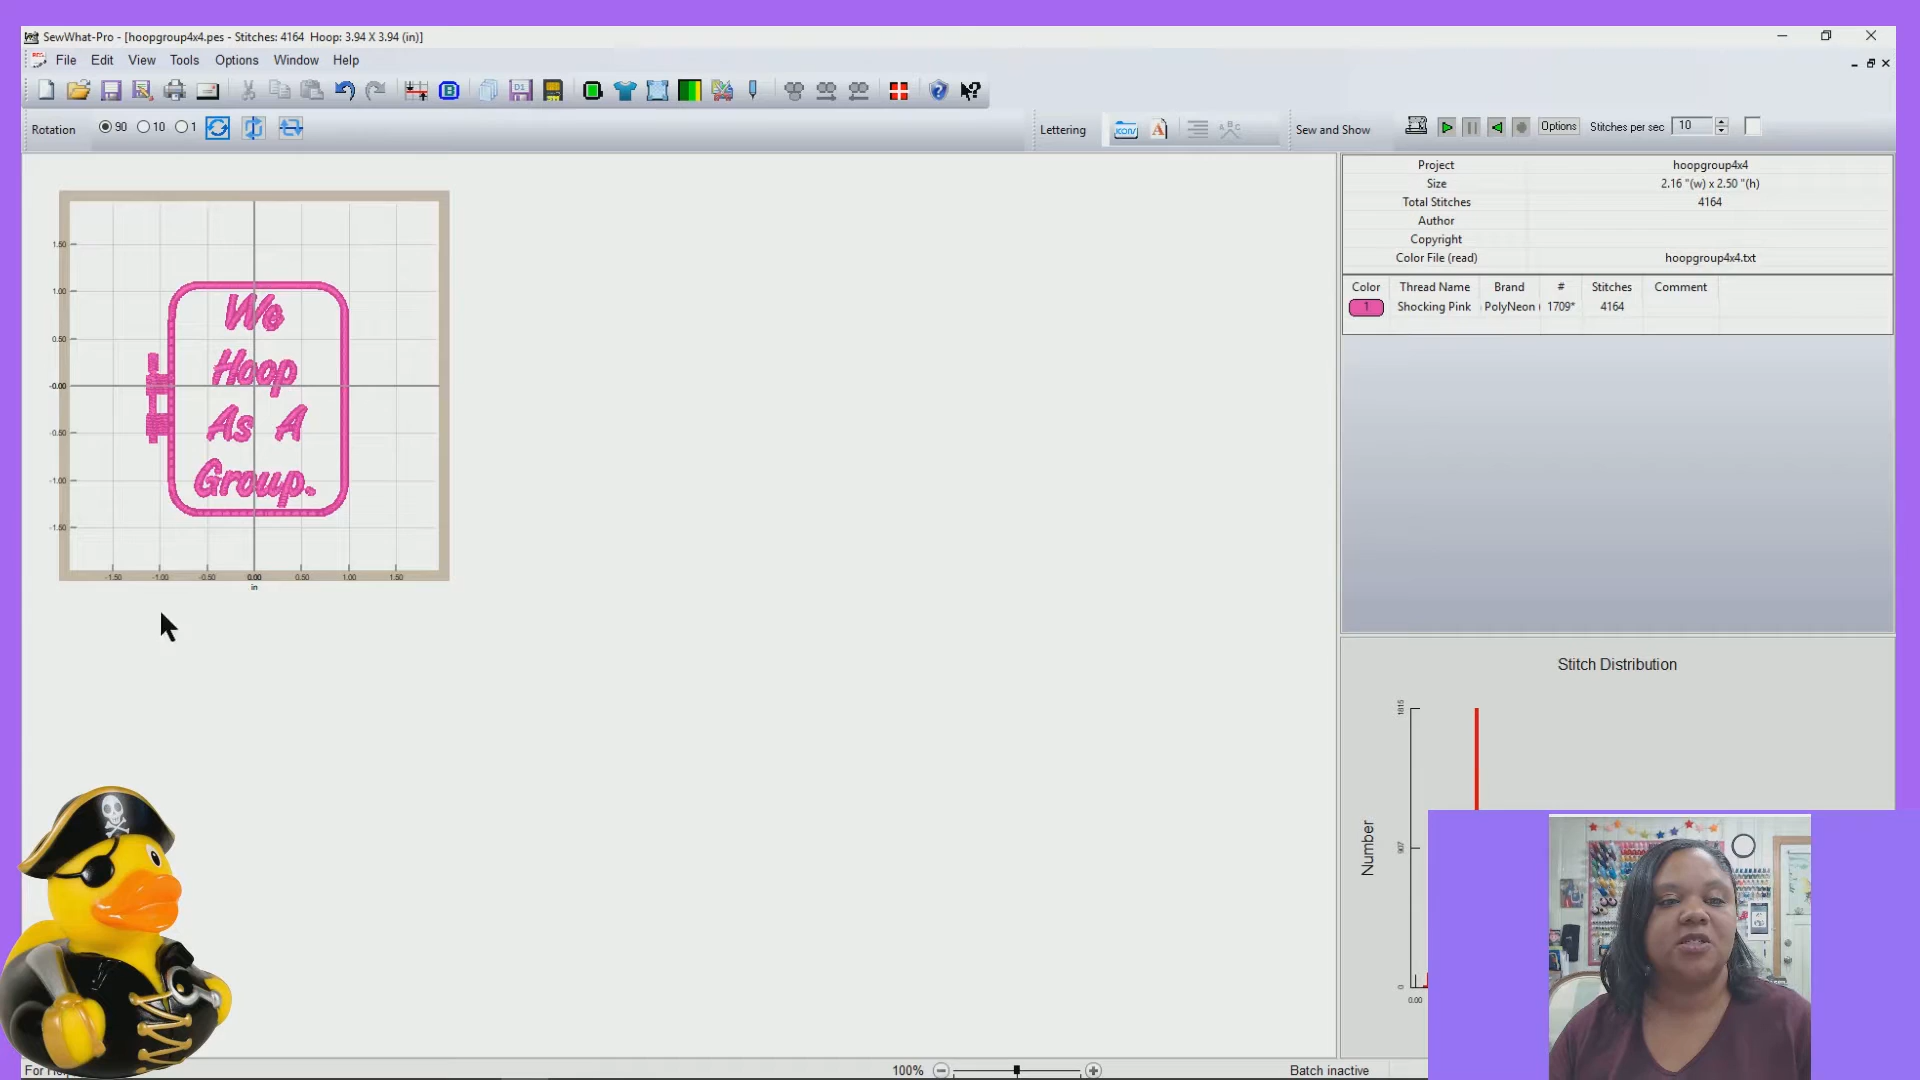 SewWhat-Pro - [hoopgroup4x4.pes - Stitches: 4164 Hoop: 3.94 X 3.94 (in)]
File Edit View Tools Options Window Help
Rotation 90 10 1
Lettering
Sew and Show
Options
Stitches per sec 10
Project hoopgroup4x4
Size 2.16 "(w) x 2.50 "(h)
Total Stitches 4164
Author
Copyright
Color File (read) hoopgroup4x4.txt
Color Thread Name Brand # Stitches Comment
1 Shocking Pink PolyNeon 1709* 4164
1.50
1.00
0.50
-0.00
-0.50
-1.00
-1.50
-1.50 -1.00 -0.50 0.00 0.50 1.00 1.50
in
We
Hoop
As A
Group.
Stitch Distribution
Number
1815
907
0
0.00
100%
Batch inactive